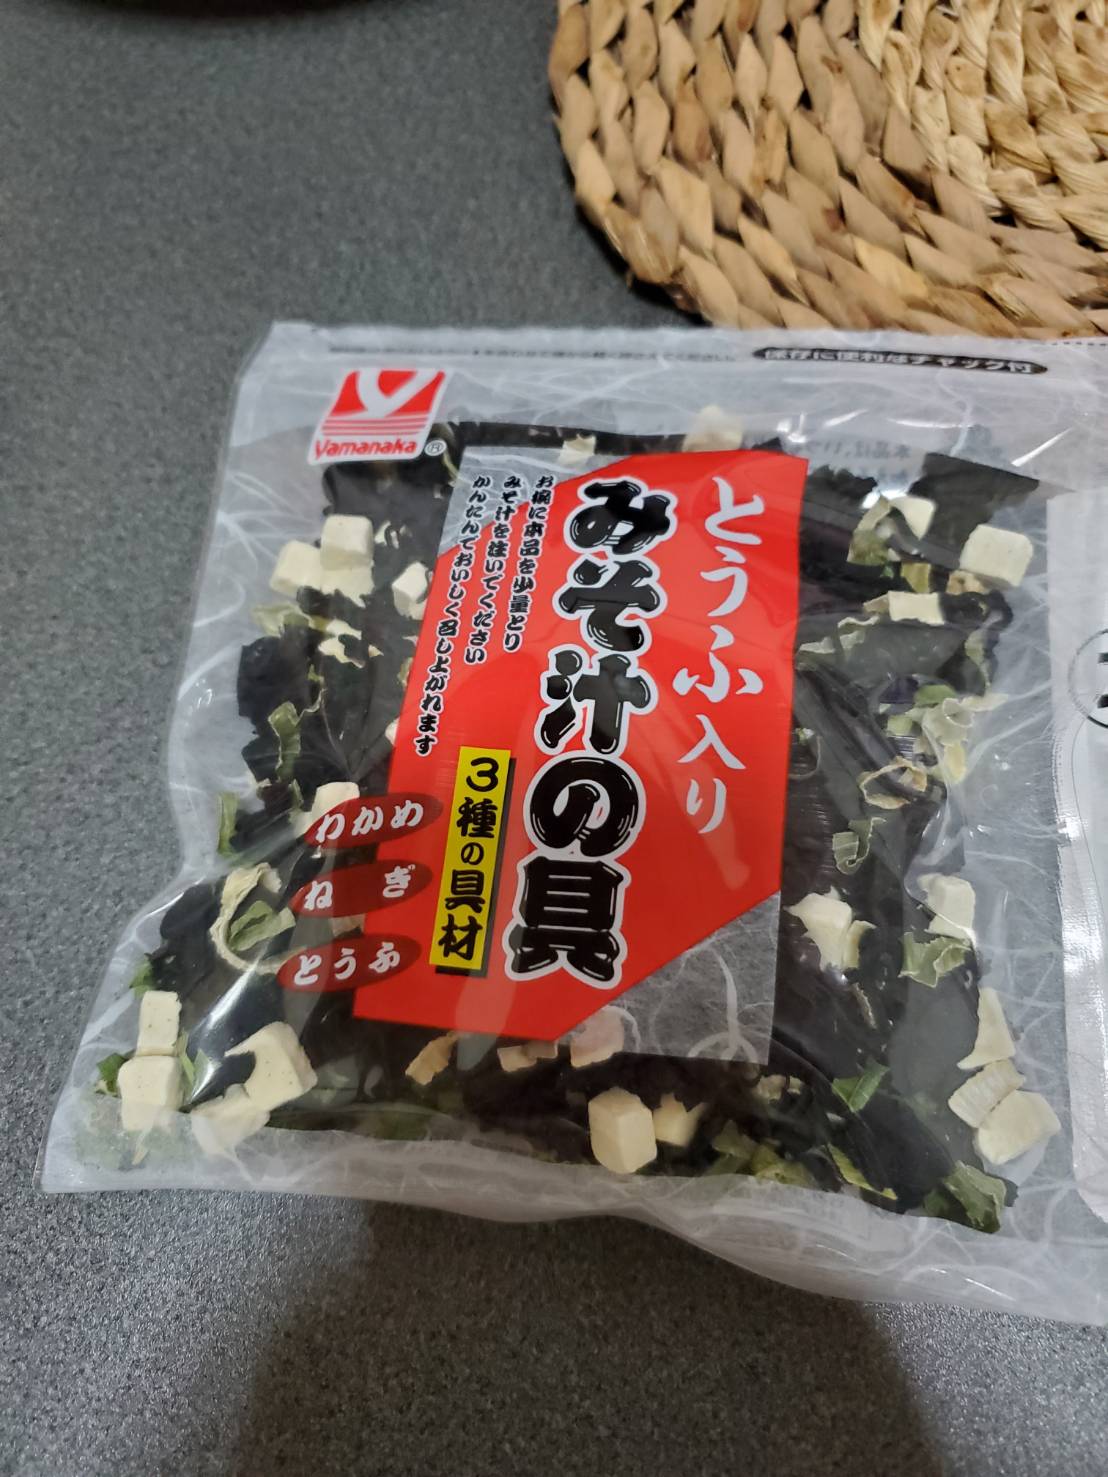 保存に便利なチャック付
Yamanaka®
とうふ入り
みそ汁の具
お椀に本品を少量とり
みそ汁を注いでください
かんたんでおいしく召し上がれます
3種の具材
わかめ
ねぎ
とうふ